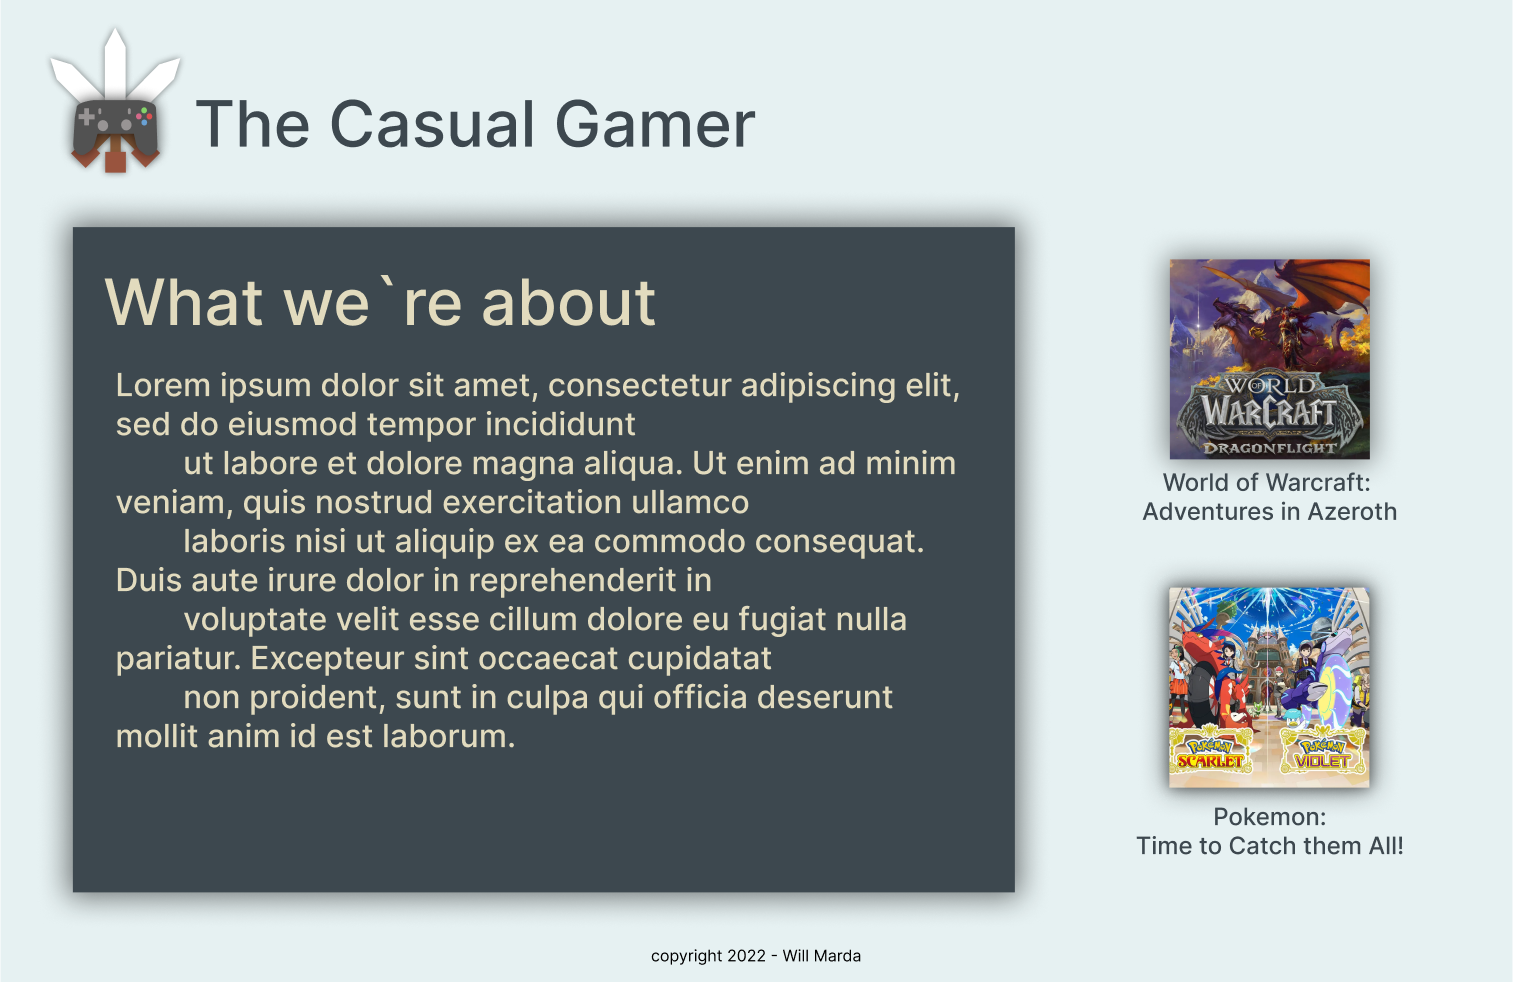 The Casual Gamer
What we`re about
Lorem ipsum dolor sit amet, consectetur adipiscing elit,
sed do eiusmod tempor incididunt
ut labore et dolore magna aliqua. Ut enim ad minim
veniam, quis nostrud exercitation ullamco
laboris nisi ut aliquip ex ea commodo consequat.
Duis aute irure dolor in reprehenderit in
voluptate velit esse cillum dolore eu fugiat nulla
pariatur. Excepteur sint occaecat cupidatat
non proident, sunt in culpa qui officia deserunt
mollit anim id est laborum.
WORLD
OF
WARCRAFT
DRAGONFLIGHT
World of Warcraft:
Adventures in Azeroth
POKéMON
SCARLET
POKéMON
VIOLET
Pokemon:
Time to Catch them All!
copyright 2022 - Will Marda